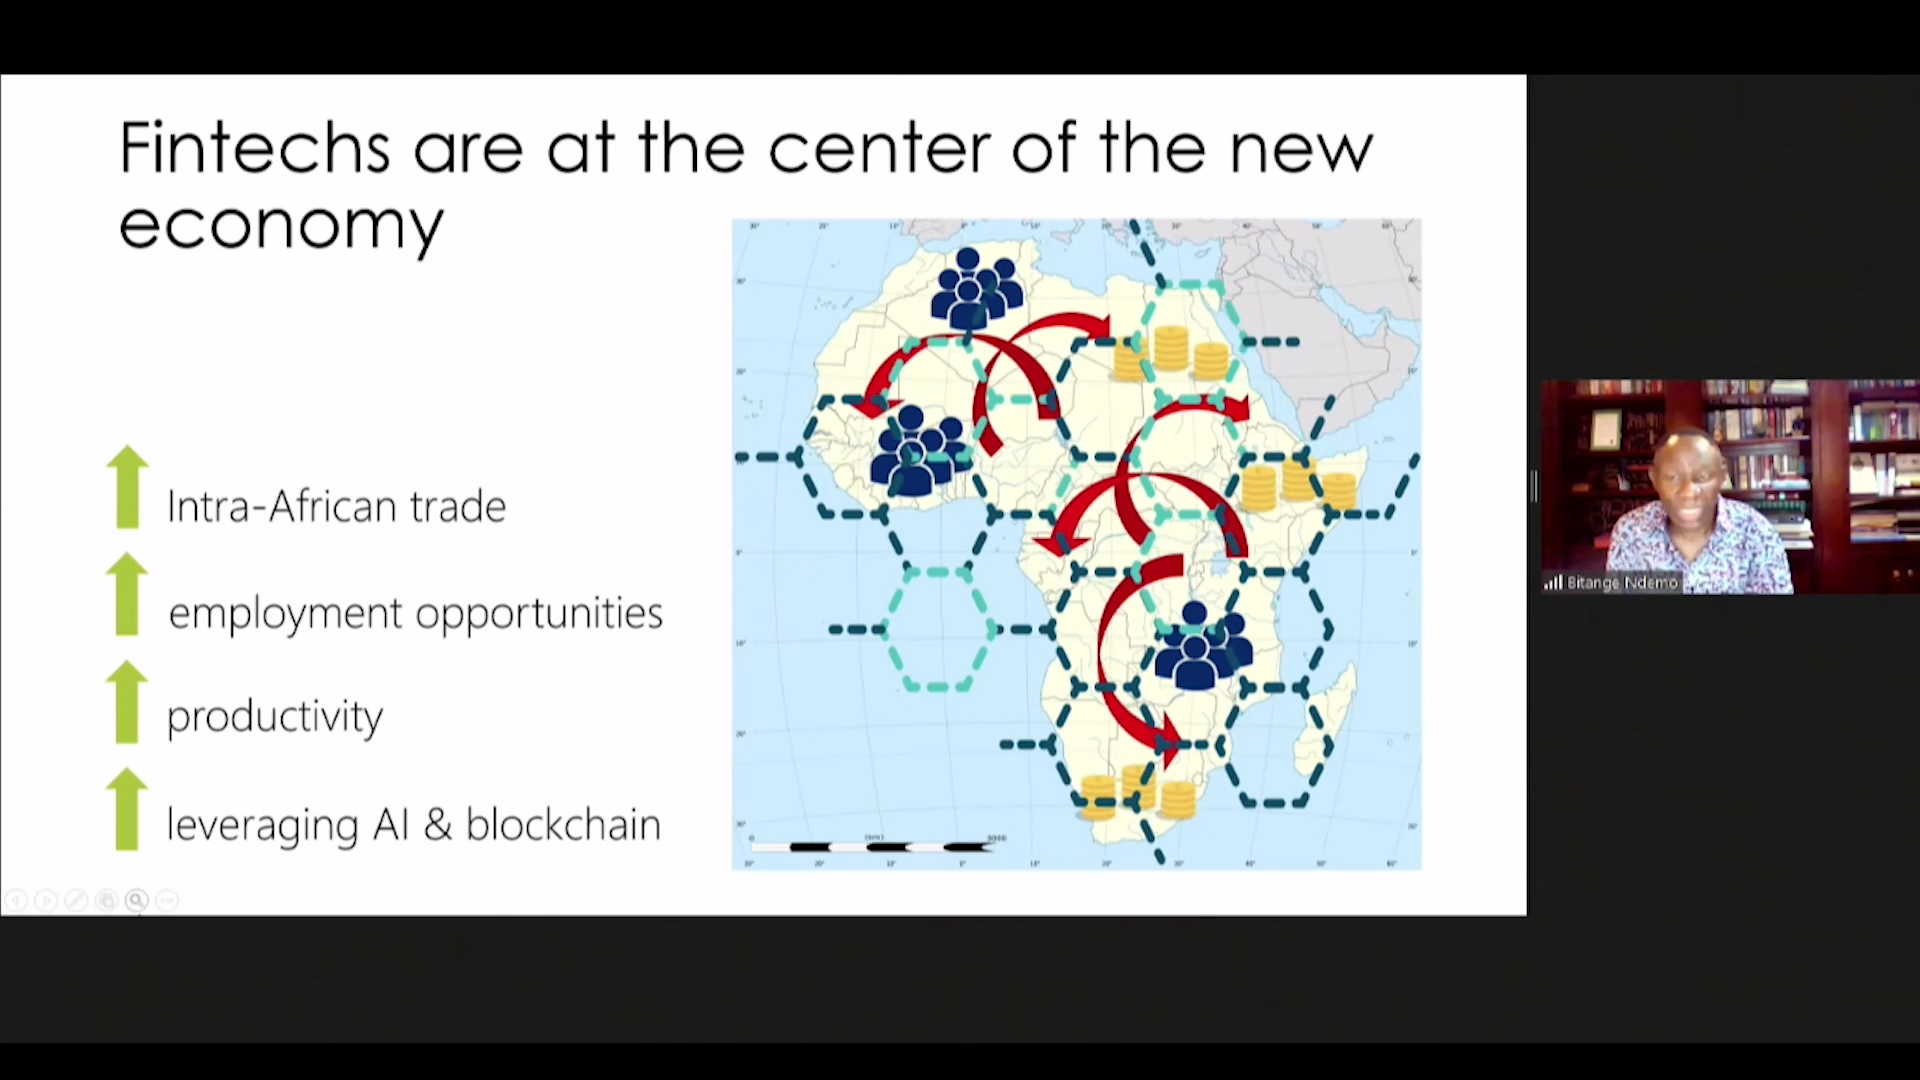 Fintechs are at the center of the new
economy
Intra-African trade
employment opportunities
productivity
leveraging AI & blockchain
Bitange Ndemo